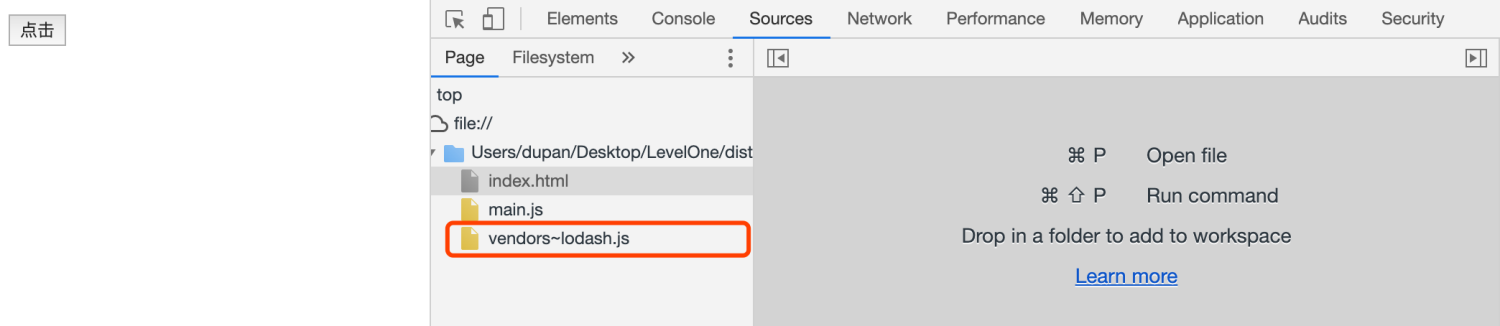 点击
Elements Console Sources Network Performance Memory Application Audits Security
Page Filesystem »
top
file://
Users/dupan/Desktop/LevelOne/dist
index.html
main.js
vendors~lodash.js
⌘ P Open file
⌘ ⇧ P Run command
Drop in a folder to add to workspace
Learn more